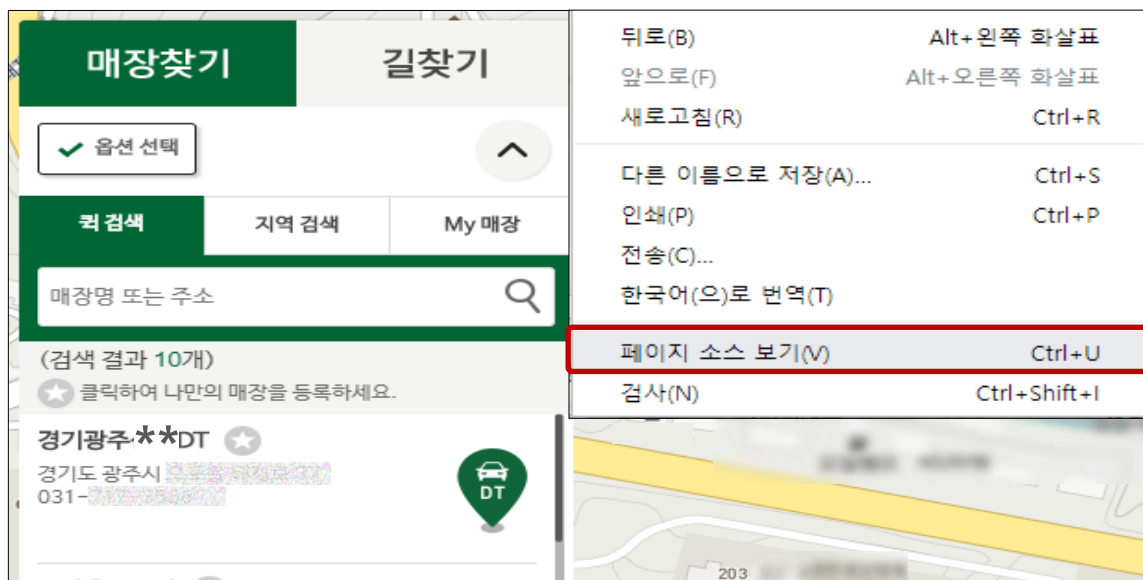 매장찾기 길찾기
옵션 선택
퀵 검색 지역 검색 My 매장
매장명 또는 주소
(검색 결과 10개)
클릭하여 나만의 매장을 등록하세요.
경기광주**DT
경기도 광주시
031-
DT
뒤로(B) Alt+왼쪽 화살표
앞으로(F) Alt+오른쪽 화살표
새로고침(R) Ctrl+R
다른 이름으로 저장(A)... Ctrl+S
인쇄(P) Ctrl+P
전송(C)...
한국어(으)로 번역(T)
페이지 소스 보기(V) Ctrl+U
검사(N) Ctrl+Shift+I
203